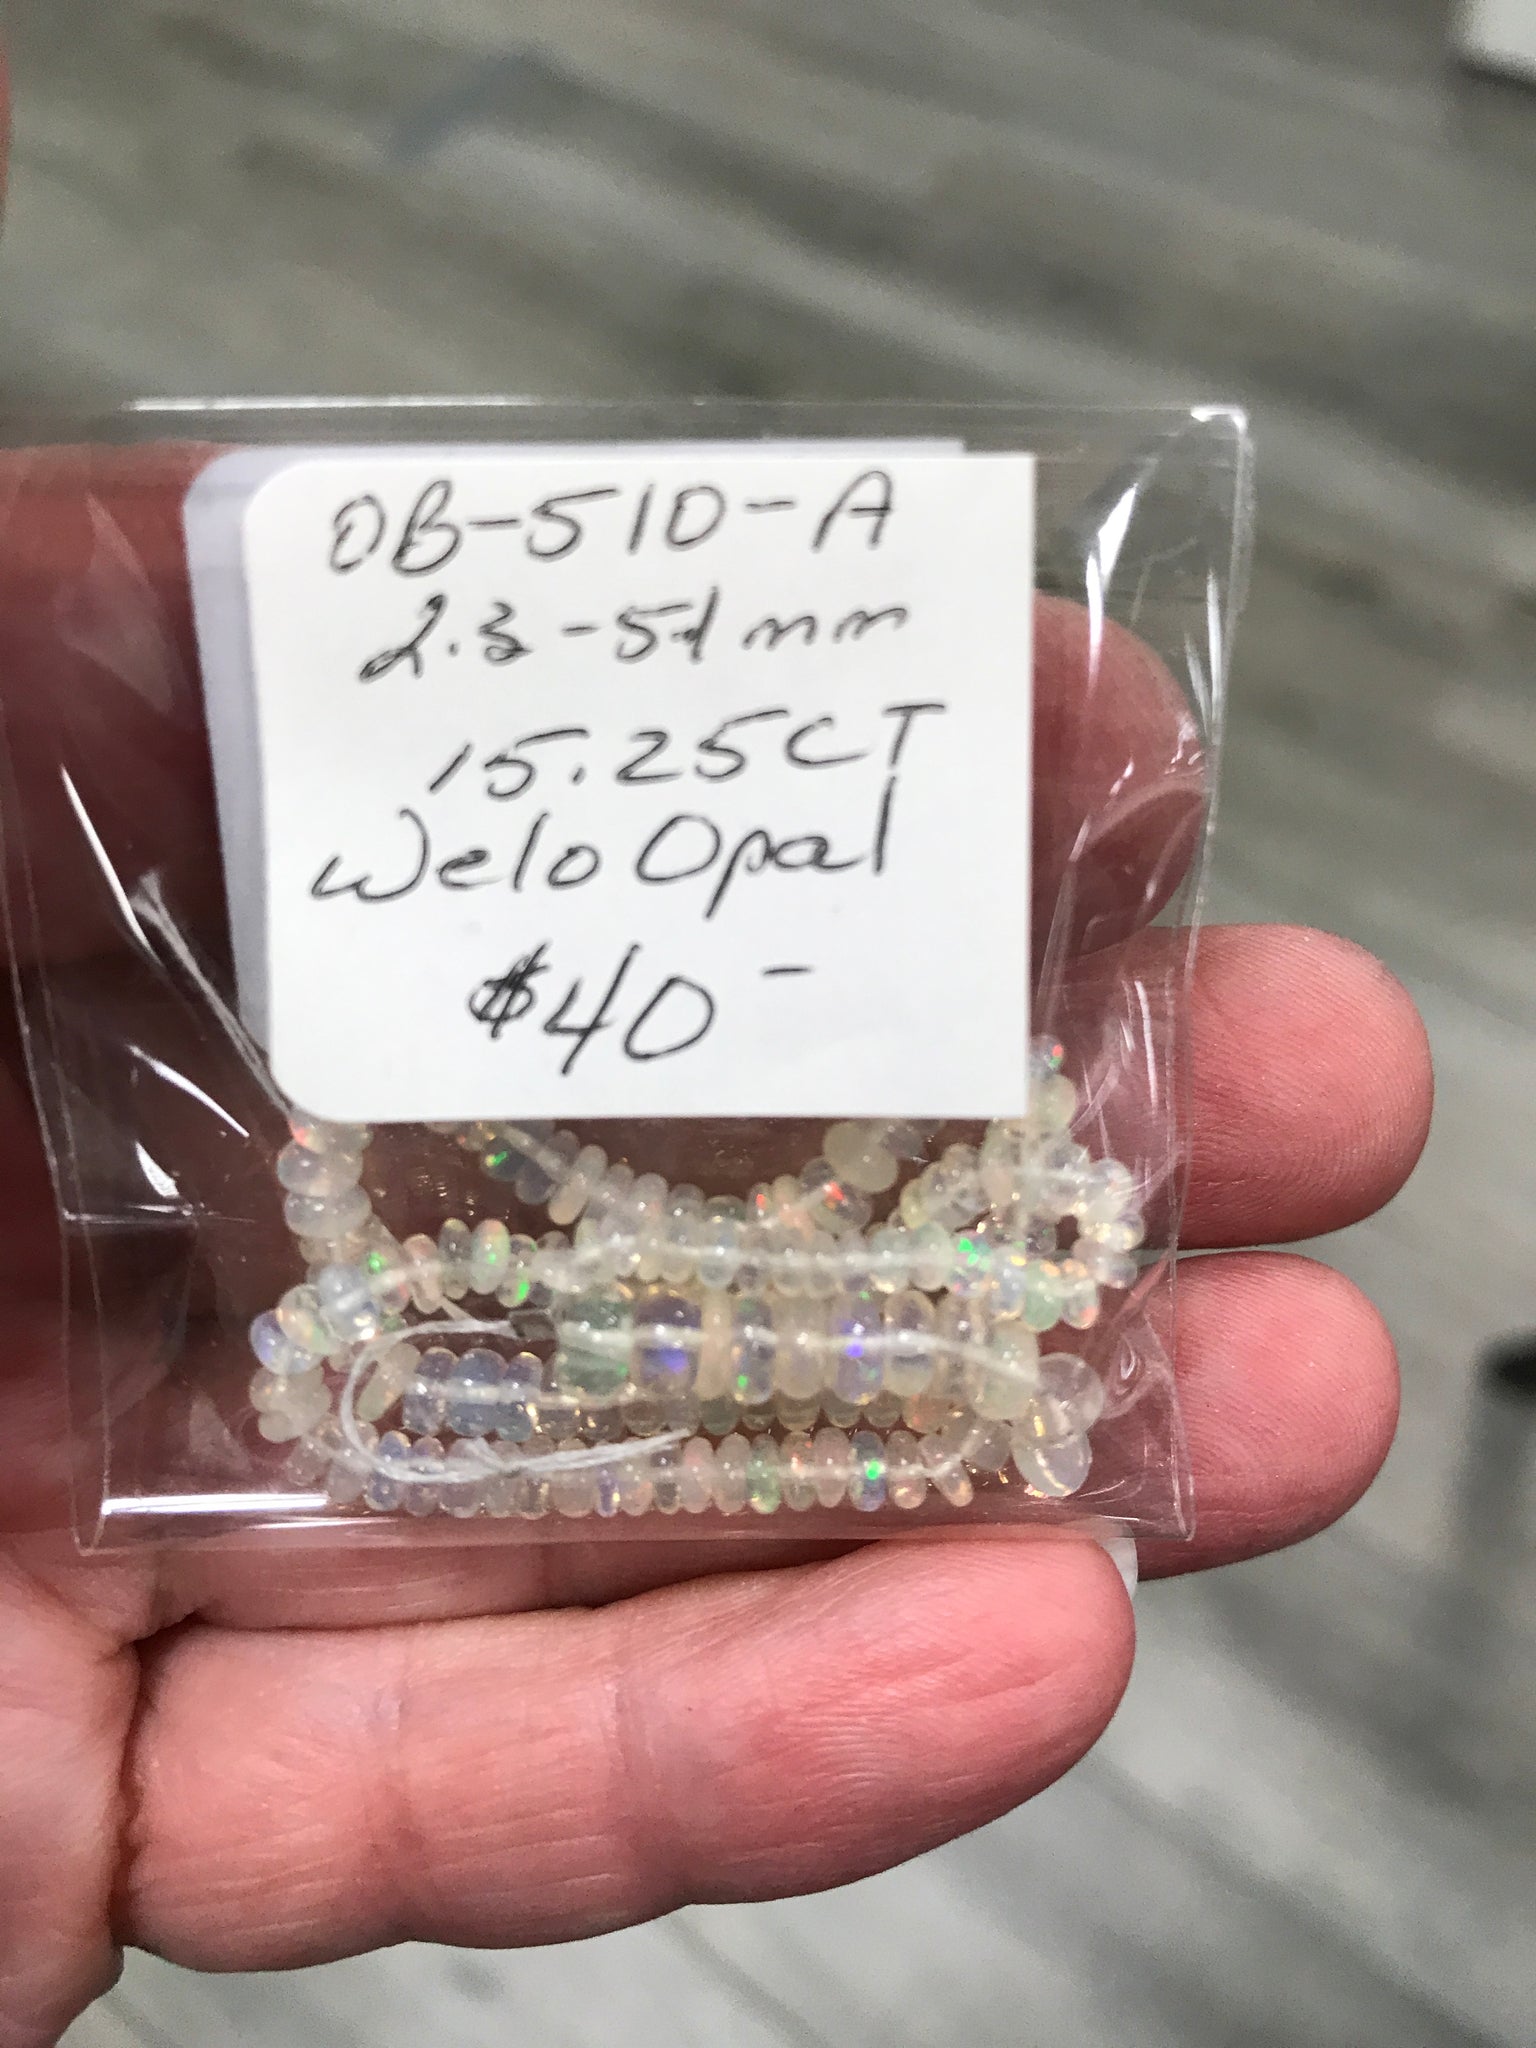 OB-510-A
2.3-5.1mm
15.25CT
Welo Opal
$40-